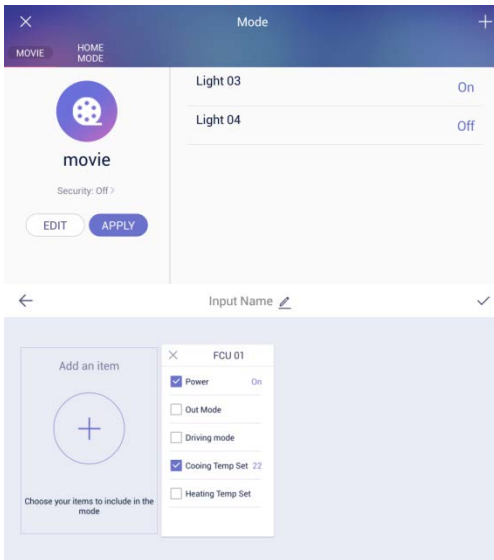 Mode
MOVIE
HOME
MODE
movie
Security: Off >
EDIT
APPLY
Light 03
On
Light 04
Off
Input Name
Add an item
Choose your items to include in the
mode
FCU 01
Power On
Out Mode
Driving mode
Cooing Temp Set 22
Heating Temp Set